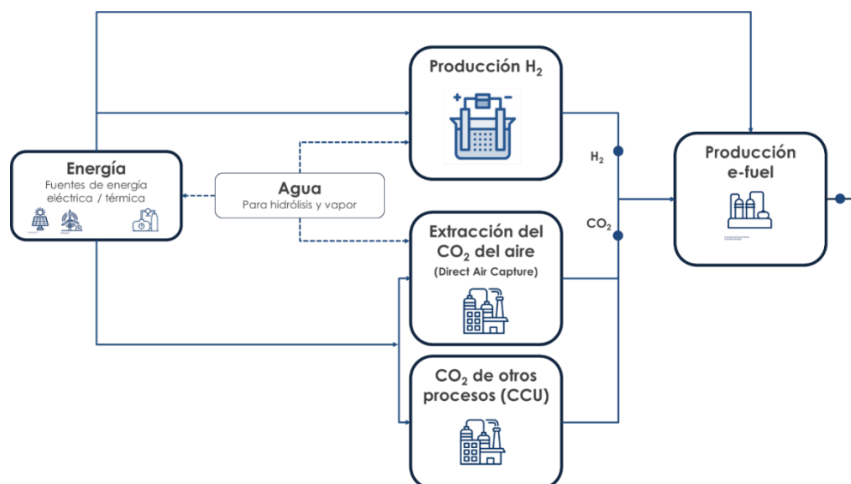 Producción H₂
+ −
Energía
Fuentes de energía
eléctrica / térmica
Agua
Para hidrólisis y vapor
H₂
CO₂
Producción
e-fuel
Extracción del
CO₂ del aire
(Direct Air Capture)
CO₂ de otros
procesos (CCU)